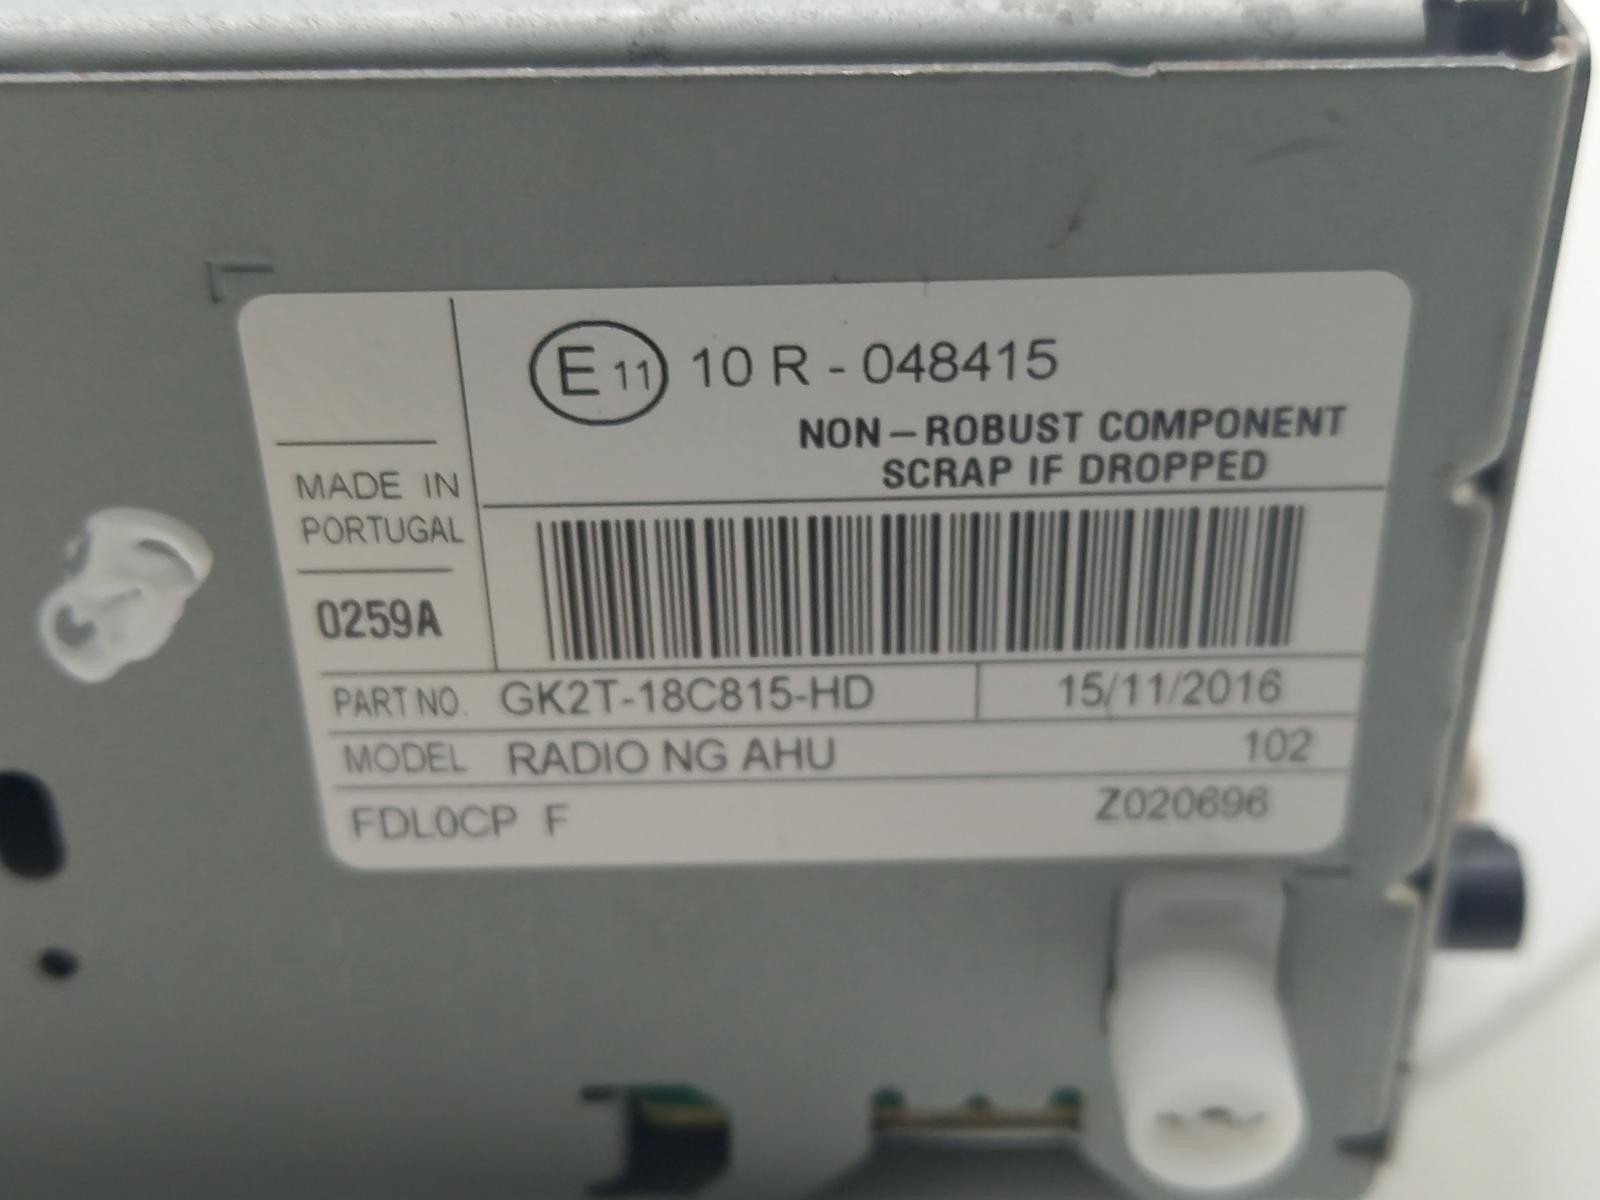 E 11 10 R - 048415
NON-ROBUST COMPONENT
SCRAP IF DROPPED
MADE IN
PORTUGAL
0259A
PART NO. GK2T-18C815-HD 15/11/2016
MODEL RADIO NG AHU 102
FDL0CP F Z020696